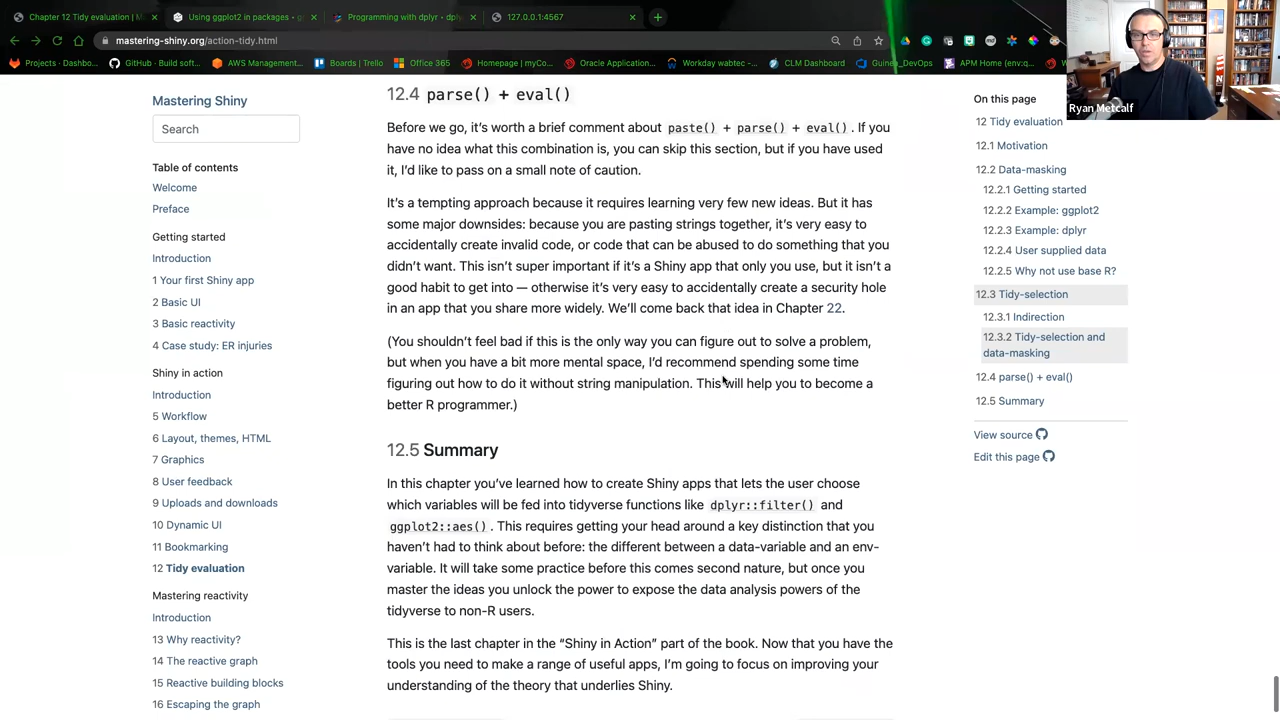 Chapter 12 Tidy evaluation | M
Using ggplot2 in packages • g
Programming with dplyr • dply
127.0.0.1:4567
mastering-shiny.org/action-tidy.html
Projects · Dashbo...
GitHub · Build soft...
AWS Management...
Boards | Trello
Office 365
Homepage | myCo...
Oracle Application...
Workday wabtec -...
CLM Dashboard
Guinea_DevOps
APM Home (env:q...
Ryan Metcalf
Mastering Shiny
Search
Table of contents
Welcome
Preface
Getting started
Introduction
1 Your first Shiny app
2 Basic UI
3 Basic reactivity
4 Case study: ER injuries
Shiny in action
Introduction
5 Workflow
6 Layout, themes, HTML
7 Graphics
8 User feedback
9 Uploads and downloads
10 Dynamic UI
11 Bookmarking
12 Tidy evaluation
Mastering reactivity
Introduction
13 Why reactivity?
14 The reactive graph
15 Reactive building blocks
16 Escaping the graph
12.4 parse() + eval()
Before we go, it's worth a brief comment about paste() + parse() + eval(). If you
have no idea what this combination is, you can skip this section, but if you have used
it, I'd like to pass on a small note of caution.
It's a tempting approach because it requires learning very few new ideas. But it has
some major downsides: because you are pasting strings together, it's very easy to
accidentally create invalid code, or code that can be abused to do something that you
didn't want. This isn't super important if it's a Shiny app that only you use, but it isn't a
good habit to get into — otherwise it's very easy to accidentally create a security hole
in an app that you share more widely. We'll come back that idea in Chapter 22.
(You shouldn't feel bad if this is the only way you can figure out to solve a problem,
but when you have a bit more mental space, I'd recommend spending some time
figuring out how to do it without string manipulation. This will help you to become a
better R programmer.)
12.5 Summary
In this chapter you've learned how to create Shiny apps that lets the user choose
which variables will be fed into tidyverse functions like dplyr::filter() and
ggplot2::aes(). This requires getting your head around a key distinction that you
haven't had to think about before: the different between a data-variable and an env-
variable. It will take some practice before this comes second nature, but once you
master the ideas you unlock the power to expose the data analysis powers of the
tidyverse to non-R users.
This is the last chapter in the "Shiny in Action" part of the book. Now that you have the
tools you need to make a range of useful apps, I'm going to focus on improving your
understanding of the theory that underlies Shiny.
On this page
12 Tidy evaluation
12.1 Motivation
12.2 Data-masking
12.2.1 Getting started
12.2.2 Example: ggplot2
12.2.3 Example: dplyr
12.2.4 User supplied data
12.2.5 Why not use base R?
12.3 Tidy-selection
12.3.1 Indirection
12.3.2 Tidy-selection and
data-masking
12.4 parse() + eval()
12.5 Summary
View source
Edit this page